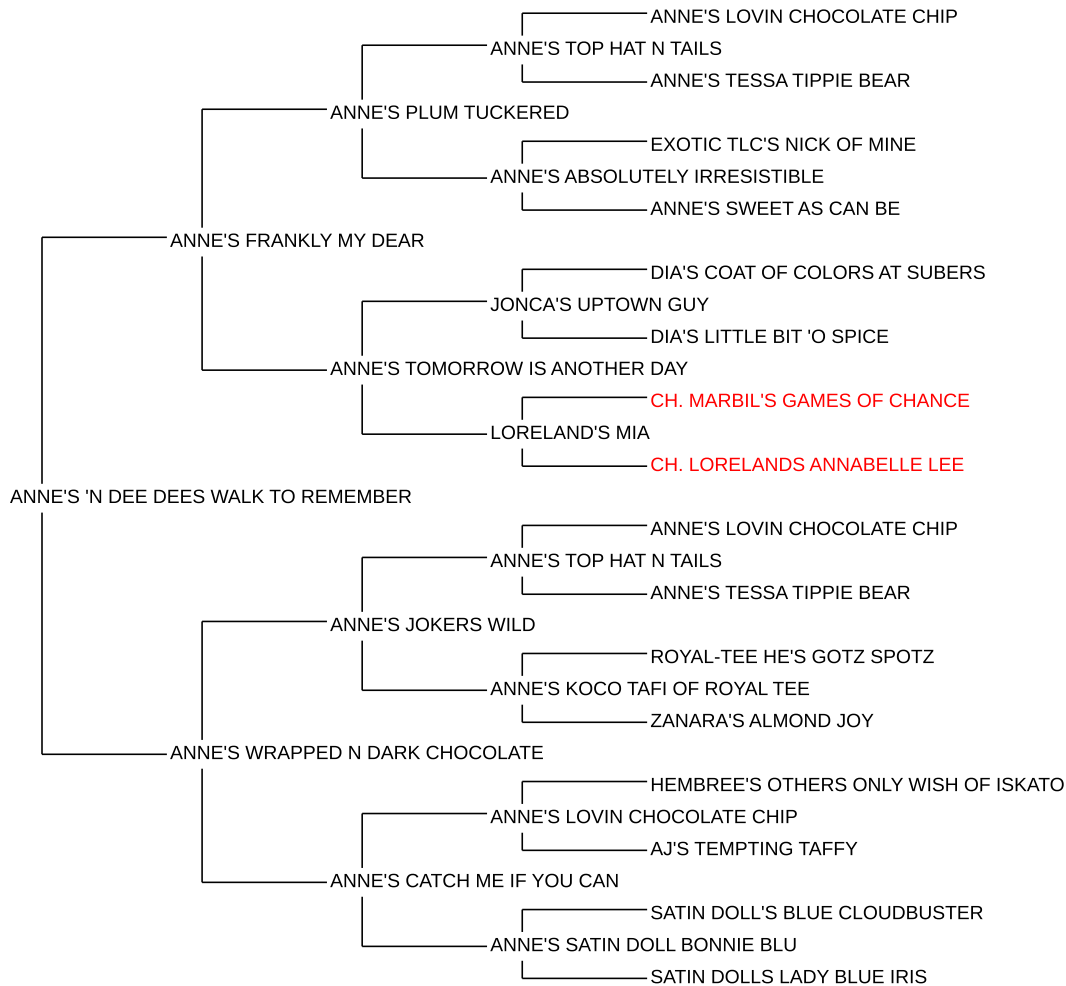 ANNE'S LOVIN CHOCOLATE CHIP
ANNE'S TOP HAT N TAILS
ANNE'S TESSA TIPPIE BEAR
ANNE'S PLUM TUCKERED
EXOTIC TLC'S NICK OF MINE
ANNE'S ABSOLUTELY IRRESISTIBLE
ANNE'S SWEET AS CAN BE
ANNE'S FRANKLY MY DEAR
DIA'S COAT OF COLORS AT SUBERS
JONCA'S UPTOWN GUY
DIA'S LITTLE BIT 'O SPICE
ANNE'S TOMORROW IS ANOTHER DAY
CH. MARBIL'S GAMES OF CHANCE
LORELAND'S MIA
CH. LORELANDS ANNABELLE LEE
ANNE'S 'N DEE DEES WALK TO REMEMBER
ANNE'S LOVIN CHOCOLATE CHIP
ANNE'S TOP HAT N TAILS
ANNE'S TESSA TIPPIE BEAR
ANNE'S JOKERS WILD
ROYAL-TEE HE'S GOTZ SPOTZ
ANNE'S KOCO TAFI OF ROYAL TEE
ZANARA'S ALMOND JOY
ANNE'S WRAPPED N DARK CHOCOLATE
HEMBREE'S OTHERS ONLY WISH OF ISKATO
ANNE'S LOVIN CHOCOLATE CHIP
AJ'S TEMPTING TAFFY
ANNE'S CATCH ME IF YOU CAN
SATIN DOLL'S BLUE CLOUDBUSTER
ANNE'S SATIN DOLL BONNIE BLU
SATIN DOLLS LADY BLUE IRIS